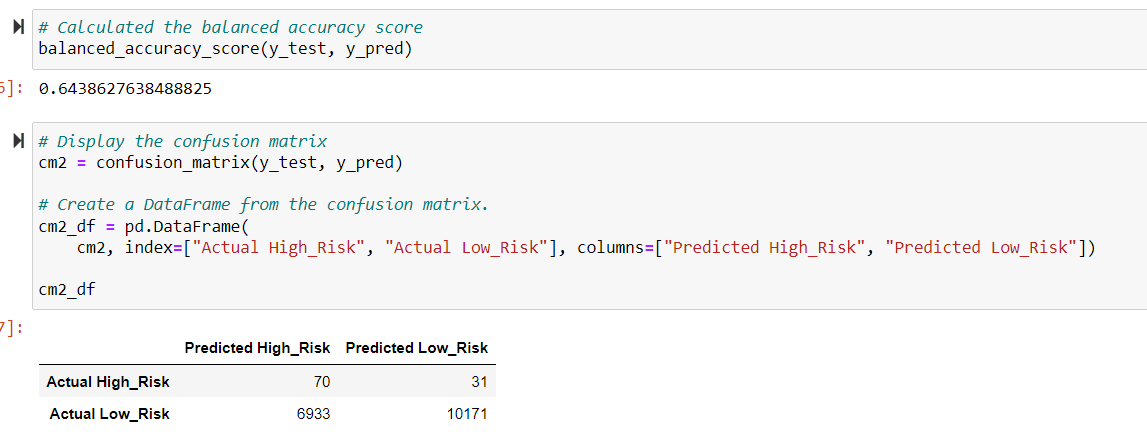 # Calculated the balanced accuracy score
balanced_accuracy_score(y_test, y_pred)
]: 0.6438627638488825
# Display the confusion matrix
cm2 = confusion_matrix(y_test, y_pred)
# Create a DataFrame from the confusion matrix.
cm2_df = pd.DataFrame(
cm2, index=["Actual High_Risk", "Actual Low_Risk"], columns=["Predicted High_Risk", "Predicted Low_Risk"])
cm2_df
7]:
Predicted High_Risk Predicted Low_Risk
Actual High_Risk 70 31
Actual Low_Risk 6933 10171